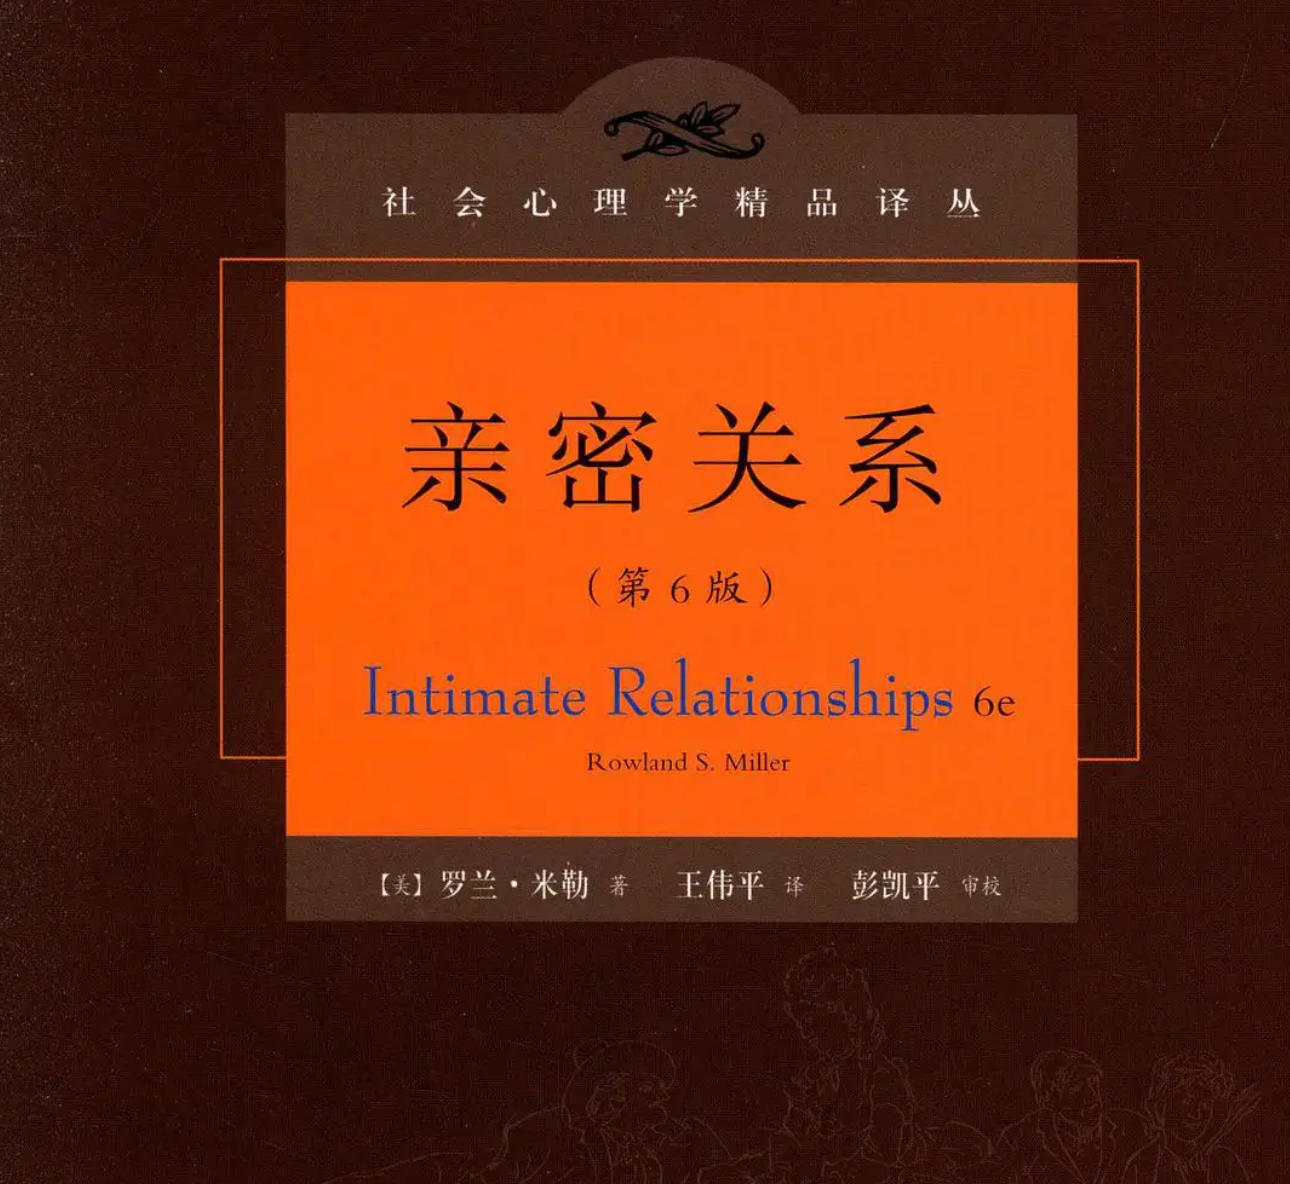 社会心理学精品译丛
亲密关系
（第6版）
Intimate Relationships 6e
Rowland S. Miller
【美】罗兰·米勒 著 王伟平 译 彭凯平 审校